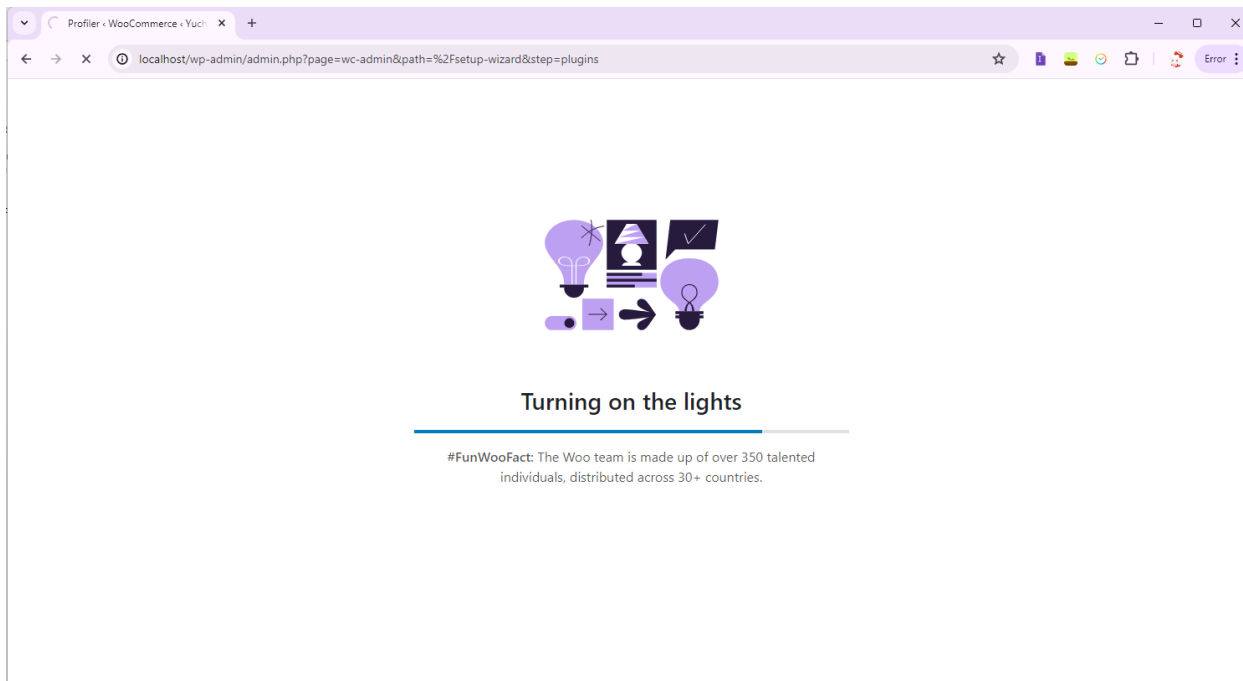 Profiler ‹ WooCommerce ‹ Yuch
localhost/wp-admin/admin.php?page=wc-admin&path=%2Fsetup-wizard&step=plugins
Error
Turning on the lights
#FunWooFact: The Woo team is made up of over 350 talented
individuals, distributed across 30+ countries.